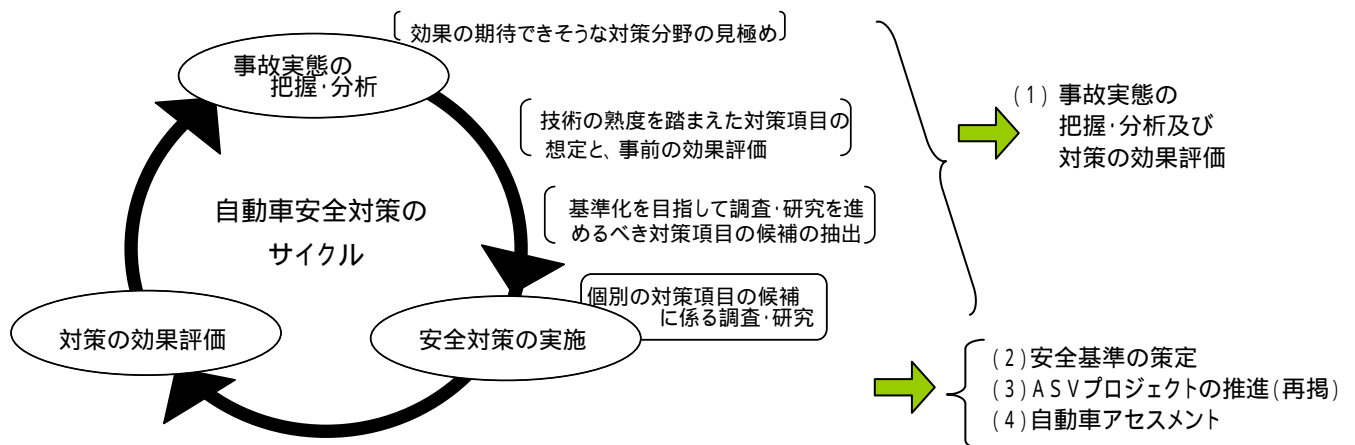 効果の期待できそうな対策分野の見極め
事故実態の
把握・分析
技術の熟度を踏まえた対策項目の
想定と、事前の効果評価
基準化を目指して調査・研究を進
めるべき対策項目の候補の抽出
個別の対策項目の候補
に係る調査・研究
自動車安全対策の
サイクル
対策の効果評価
安全対策の実施
(1) 事故実態の
把握・分析及び
対策の効果評価
(2)安全基準の策定
(3)ASVプロジェクトの推進(再掲)
(4)自動車アセスメント